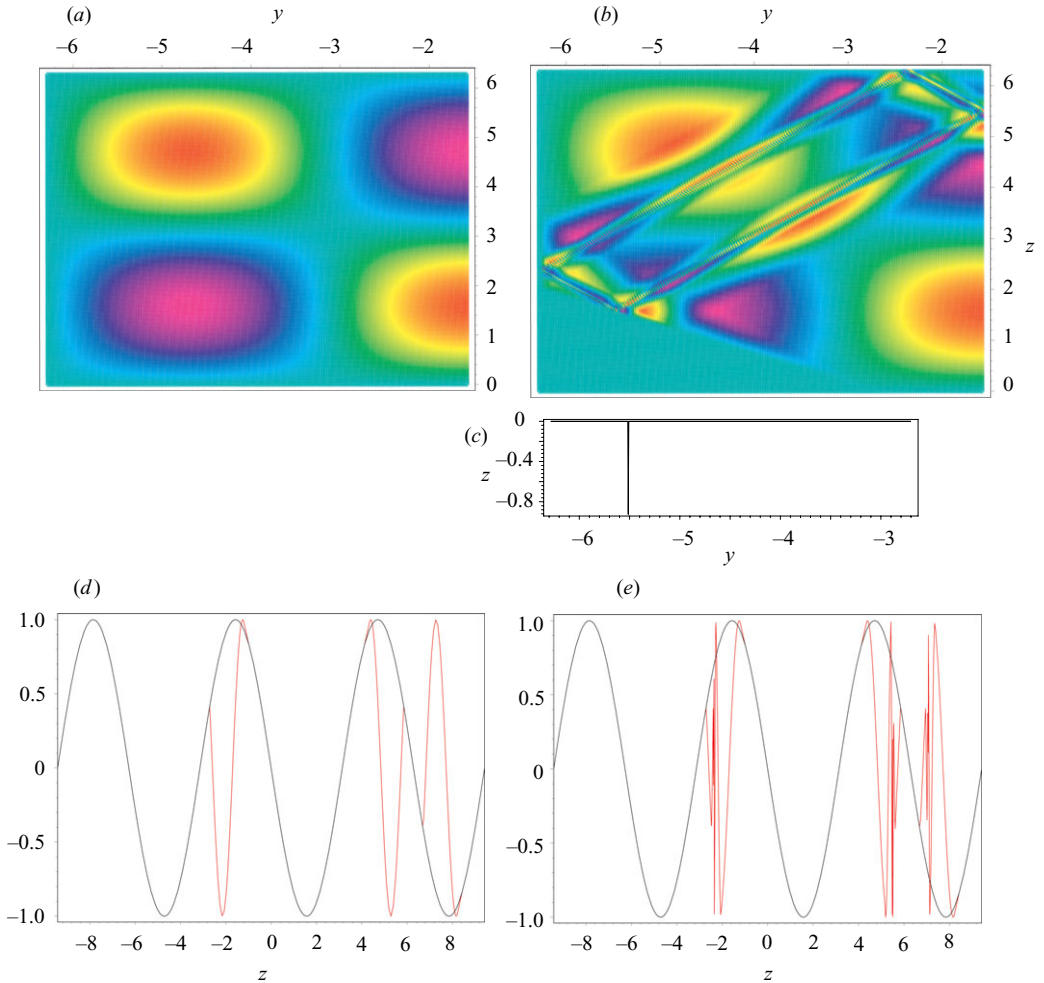 (a) y (b) y
−6 −5 −4 −3 −2 −6 −5 −4 −3 −2
6 6
5 5
4 4
3 3 z
2 2
1 1
0 0
(c) 0
z −0.4
−0.8
−6 −5 −4 −3
y
(d) (e)
1.0 1.0
0.5 0.5
0 0
−0.5 −0.5
−1.0 −1.0
−8 −6 −4 −2 0 2 4 6 8 −8 −6 −4 −2 0 2 4 6 8
z z